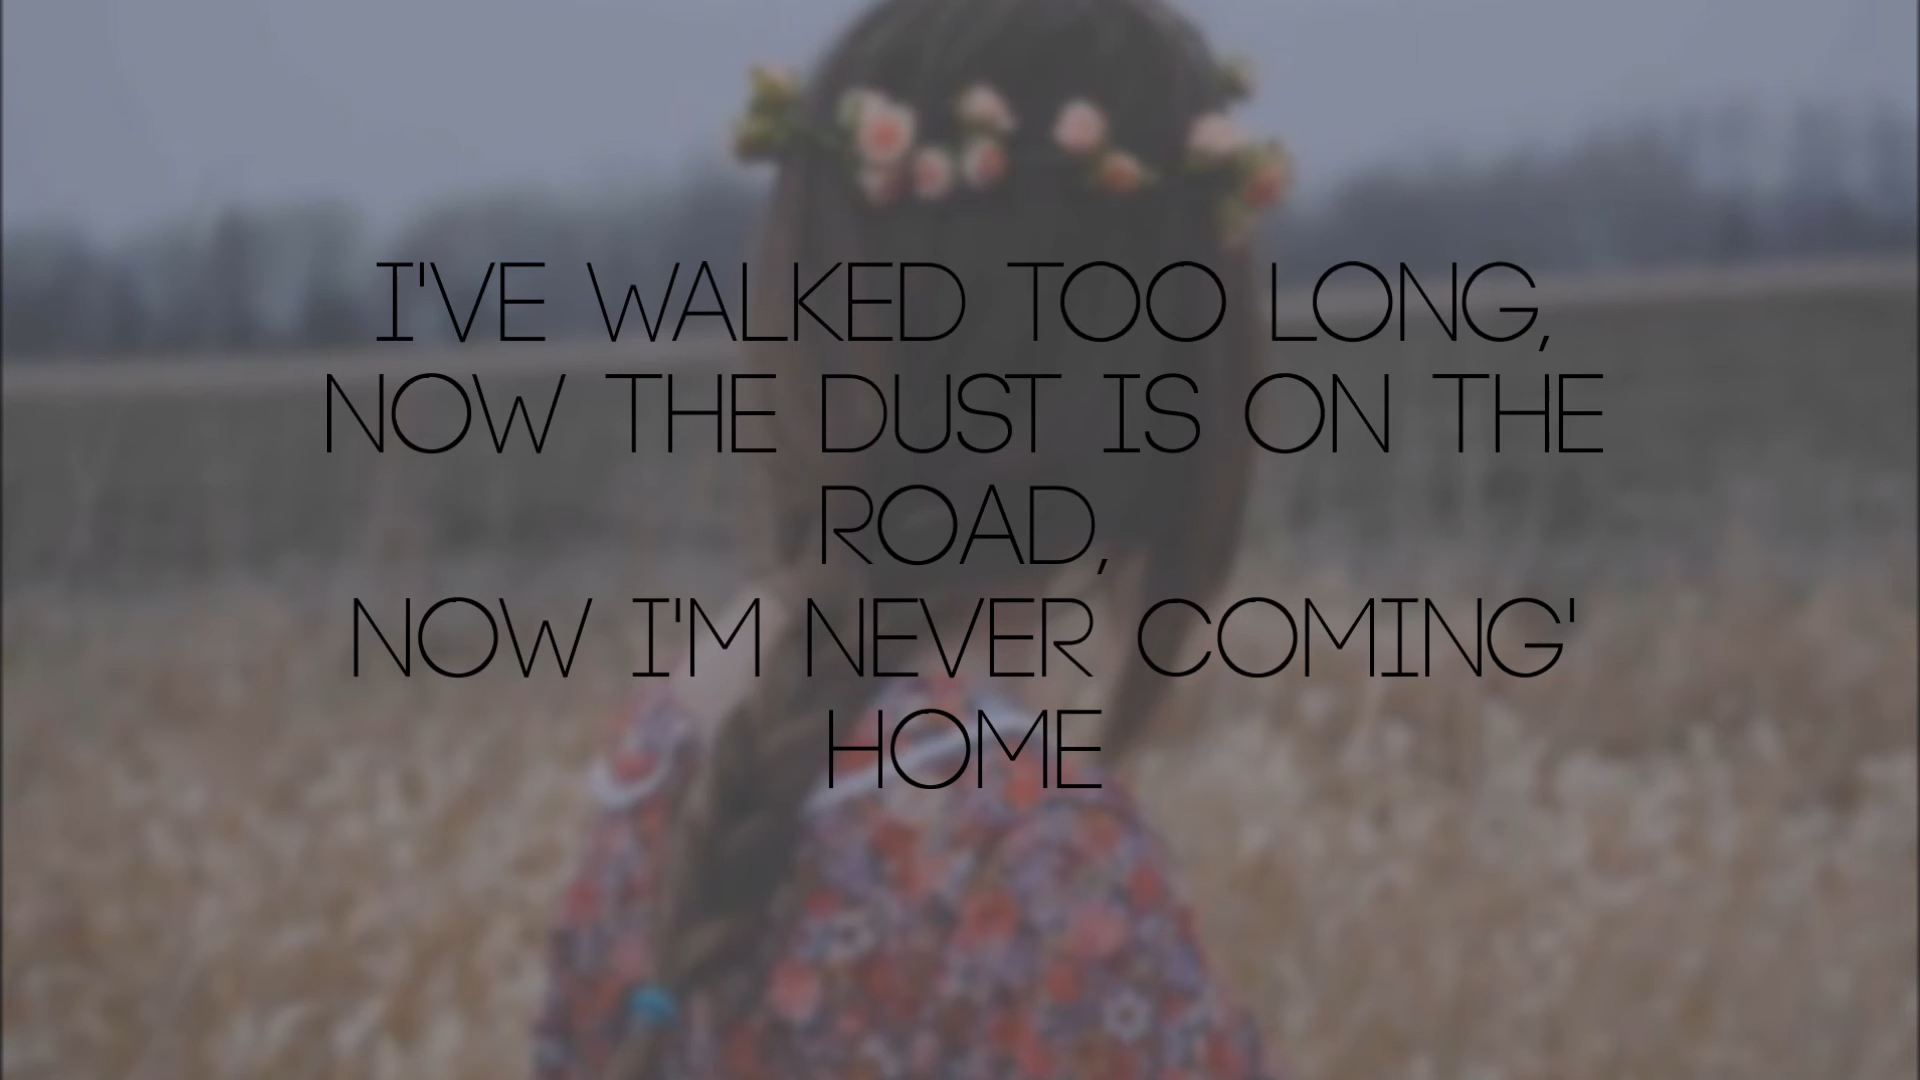 I'VE WALKED TOO LONG,
NOW THE DUST IS ON THE
ROAD,
NOW I'M NEVER COMING'
HOME